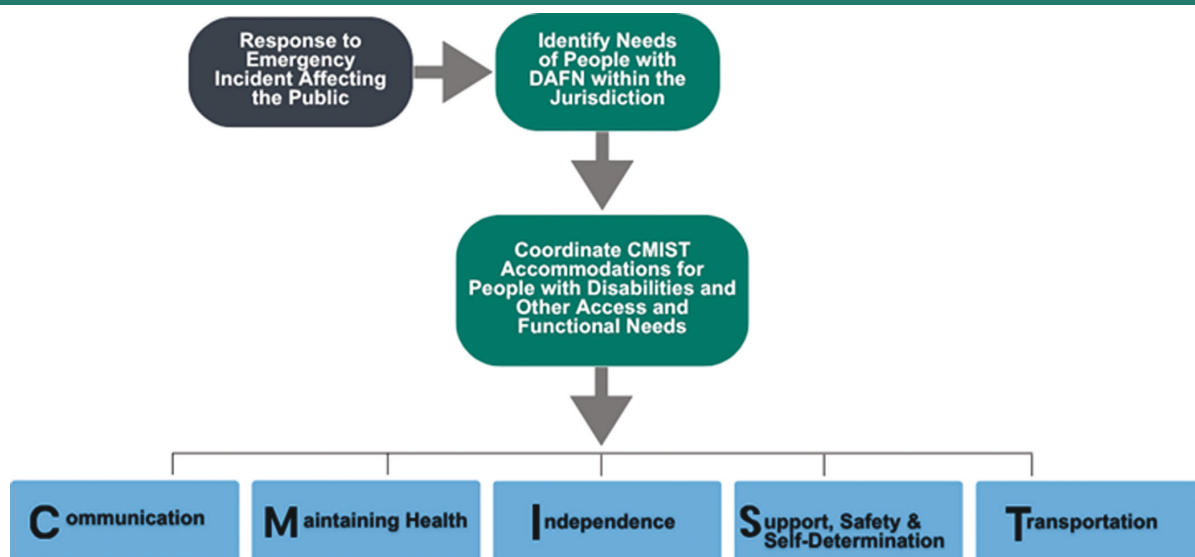 Response to
Emergency
Incident Affecting
the Public
Identify Needs
of People with
DAFN within the
Jurisdiction
Coordinate CMIST
Accommodations for
People with Disabilities and
Other Access and
Functional Needs
Communication
Maintaining Health
Independence
Support, Safety &
Self-Determination
Transportation